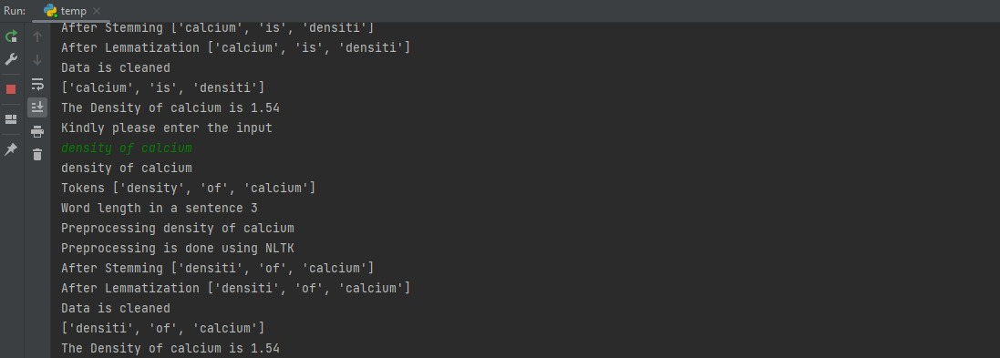 Run: temp
After Stemming ['calcium', 'is', 'densiti']
After Lemmatization ['calcium', 'is', 'densiti']
Data is cleaned
['calcium', 'is', 'densiti']
The Density of calcium is 1.54
Kindly please enter the input
density of calcium
density of calcium
Tokens ['density', 'of', 'calcium']
Word length in a sentence 3
Preprocessing density of calcium
Preprocessing is done using NLTK
After Stemming ['densiti', 'of', 'calcium']
After Lemmatization ['densiti', 'of', 'calcium']
Data is cleaned
['densiti', 'of', 'calcium']
The Density of calcium is 1.54